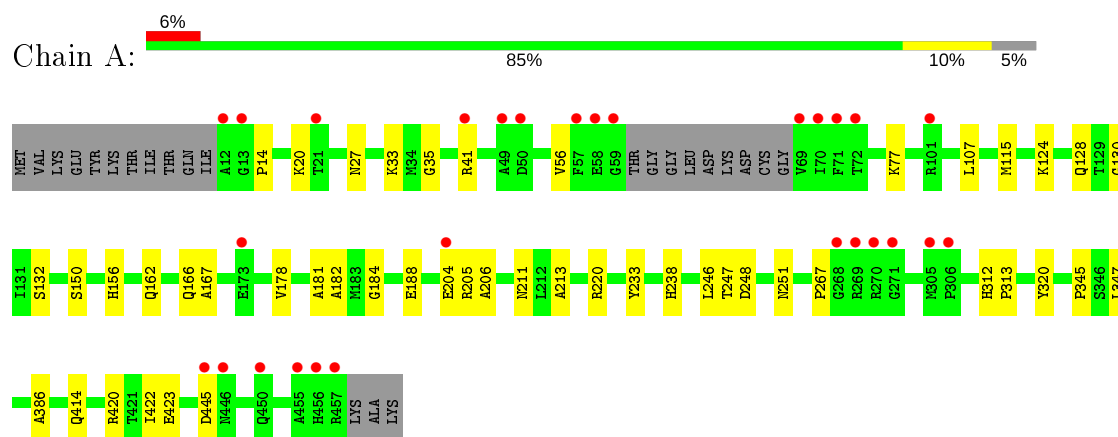 6%
Chain A:
85% 10% 5%
MET VAL LYS GLU TYR LYS THR ILE THR GLN ILE A12 G13 P14 K20 T21 N27 K33 M34 G35 R41 A49 D50 V56 F57 E58 G59 THR GLY GLY LEU ASP LYS ASP CYS GLY V69 I70 F71 T72 K77 R101 L107 M115 K124 Q128 T129 G130
I131 S132 S150 H156 Q162 Q166 A167 E173 V178 A181 A182 M183 G184 E188 E204 R205 A206 N211 L212 A213 R220 Y233 H238 L246 T247 D248 N251 P267 G268 R269 R270 G271 M305 P306 H312 P313 Y320 P345 S346 L347
A386 Q414 R420 T421 I422 E423 D445 N446 Q450 A455 H456 R457 LYS ALA LYS